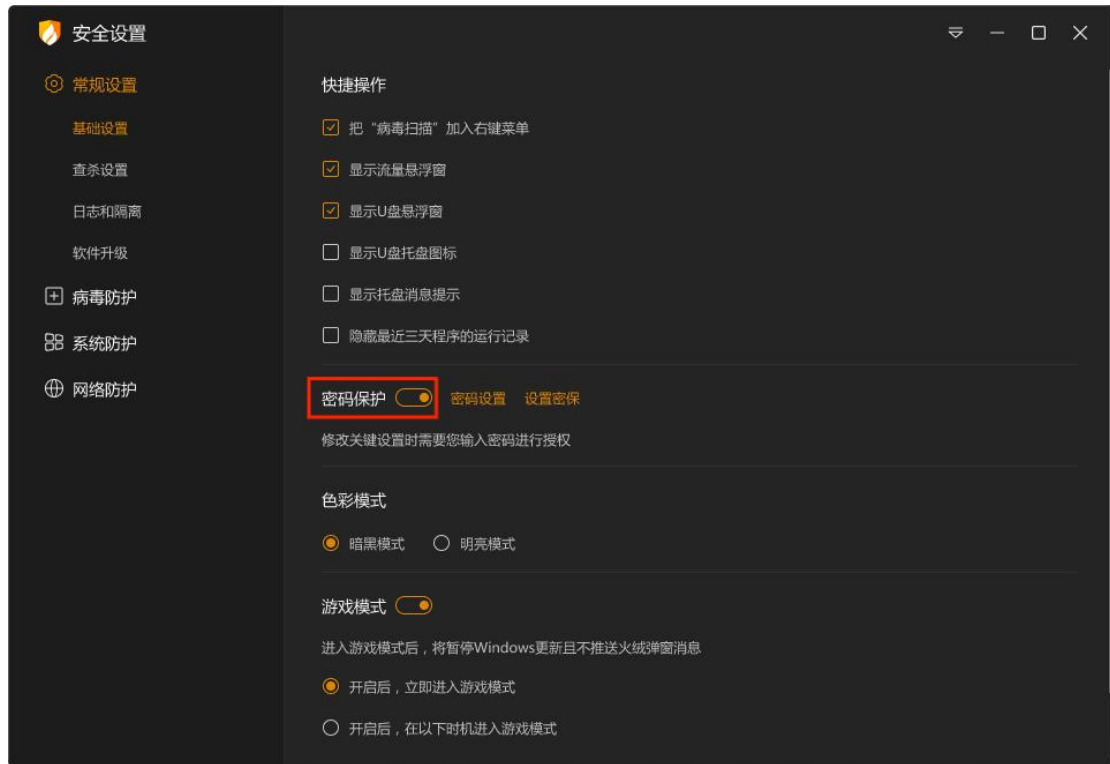 安全设置
常规设置
基础设置
查杀设置
日志和隔离
软件升级
病毒防护
系统防护
网络防护
快捷操作
把“病毒扫描”加入右键菜单
显示流量悬浮窗
显示U盘悬浮窗
显示U盘托盘图标
显示托盘消息提示
隐藏最近三天程序的运行记录
密码保护 密码设置 设置密保
修改关键设置时需要您输入密码进行授权
色彩模式
暗黑模式 明亮模式
游戏模式
进入游戏模式后，将暂停Windows更新且不推送火绒弹窗消息
开启后，立即进入游戏模式
开启后，在以下时机进入游戏模式